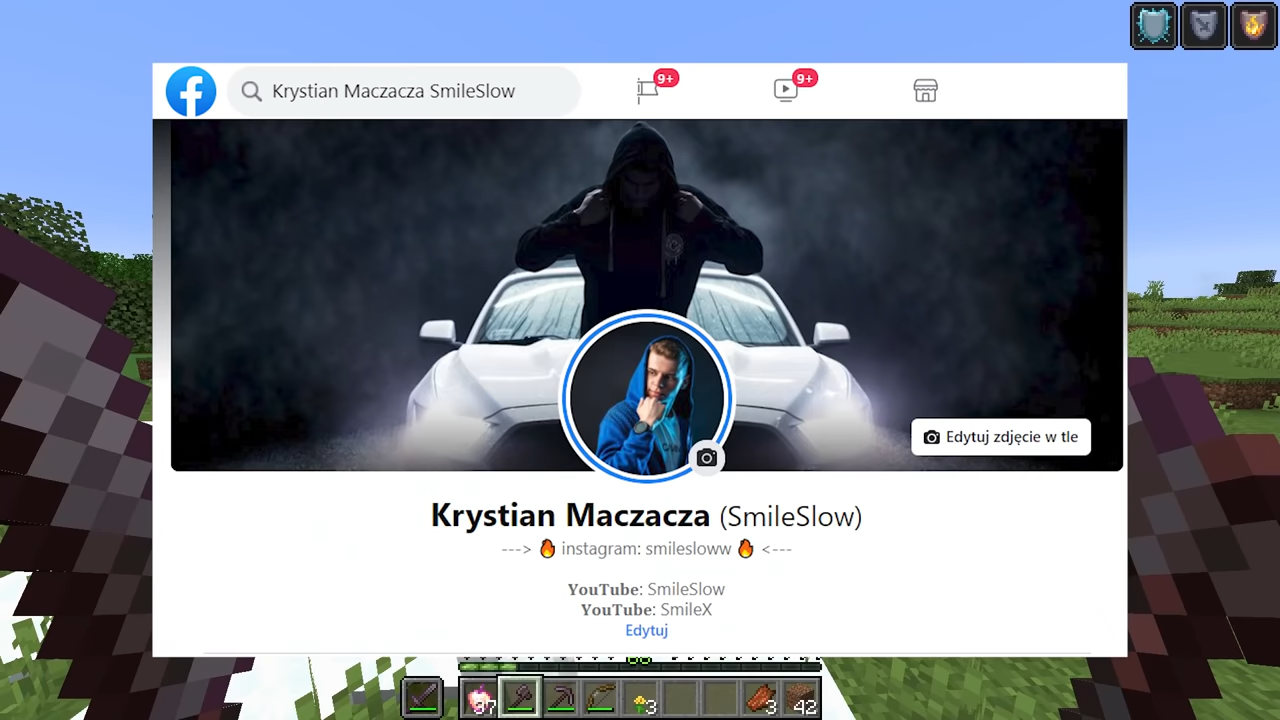 Krystian Maczacza SmileSlow
9+
9+
Edytuj zdjęcie w tle
Krystian Maczacza (SmileSlow)
---> 🔥 instagram: smilesloww 🔥 <---
YouTube: SmileSlow
YouTube: SmileX
Edytuj
3
3
42